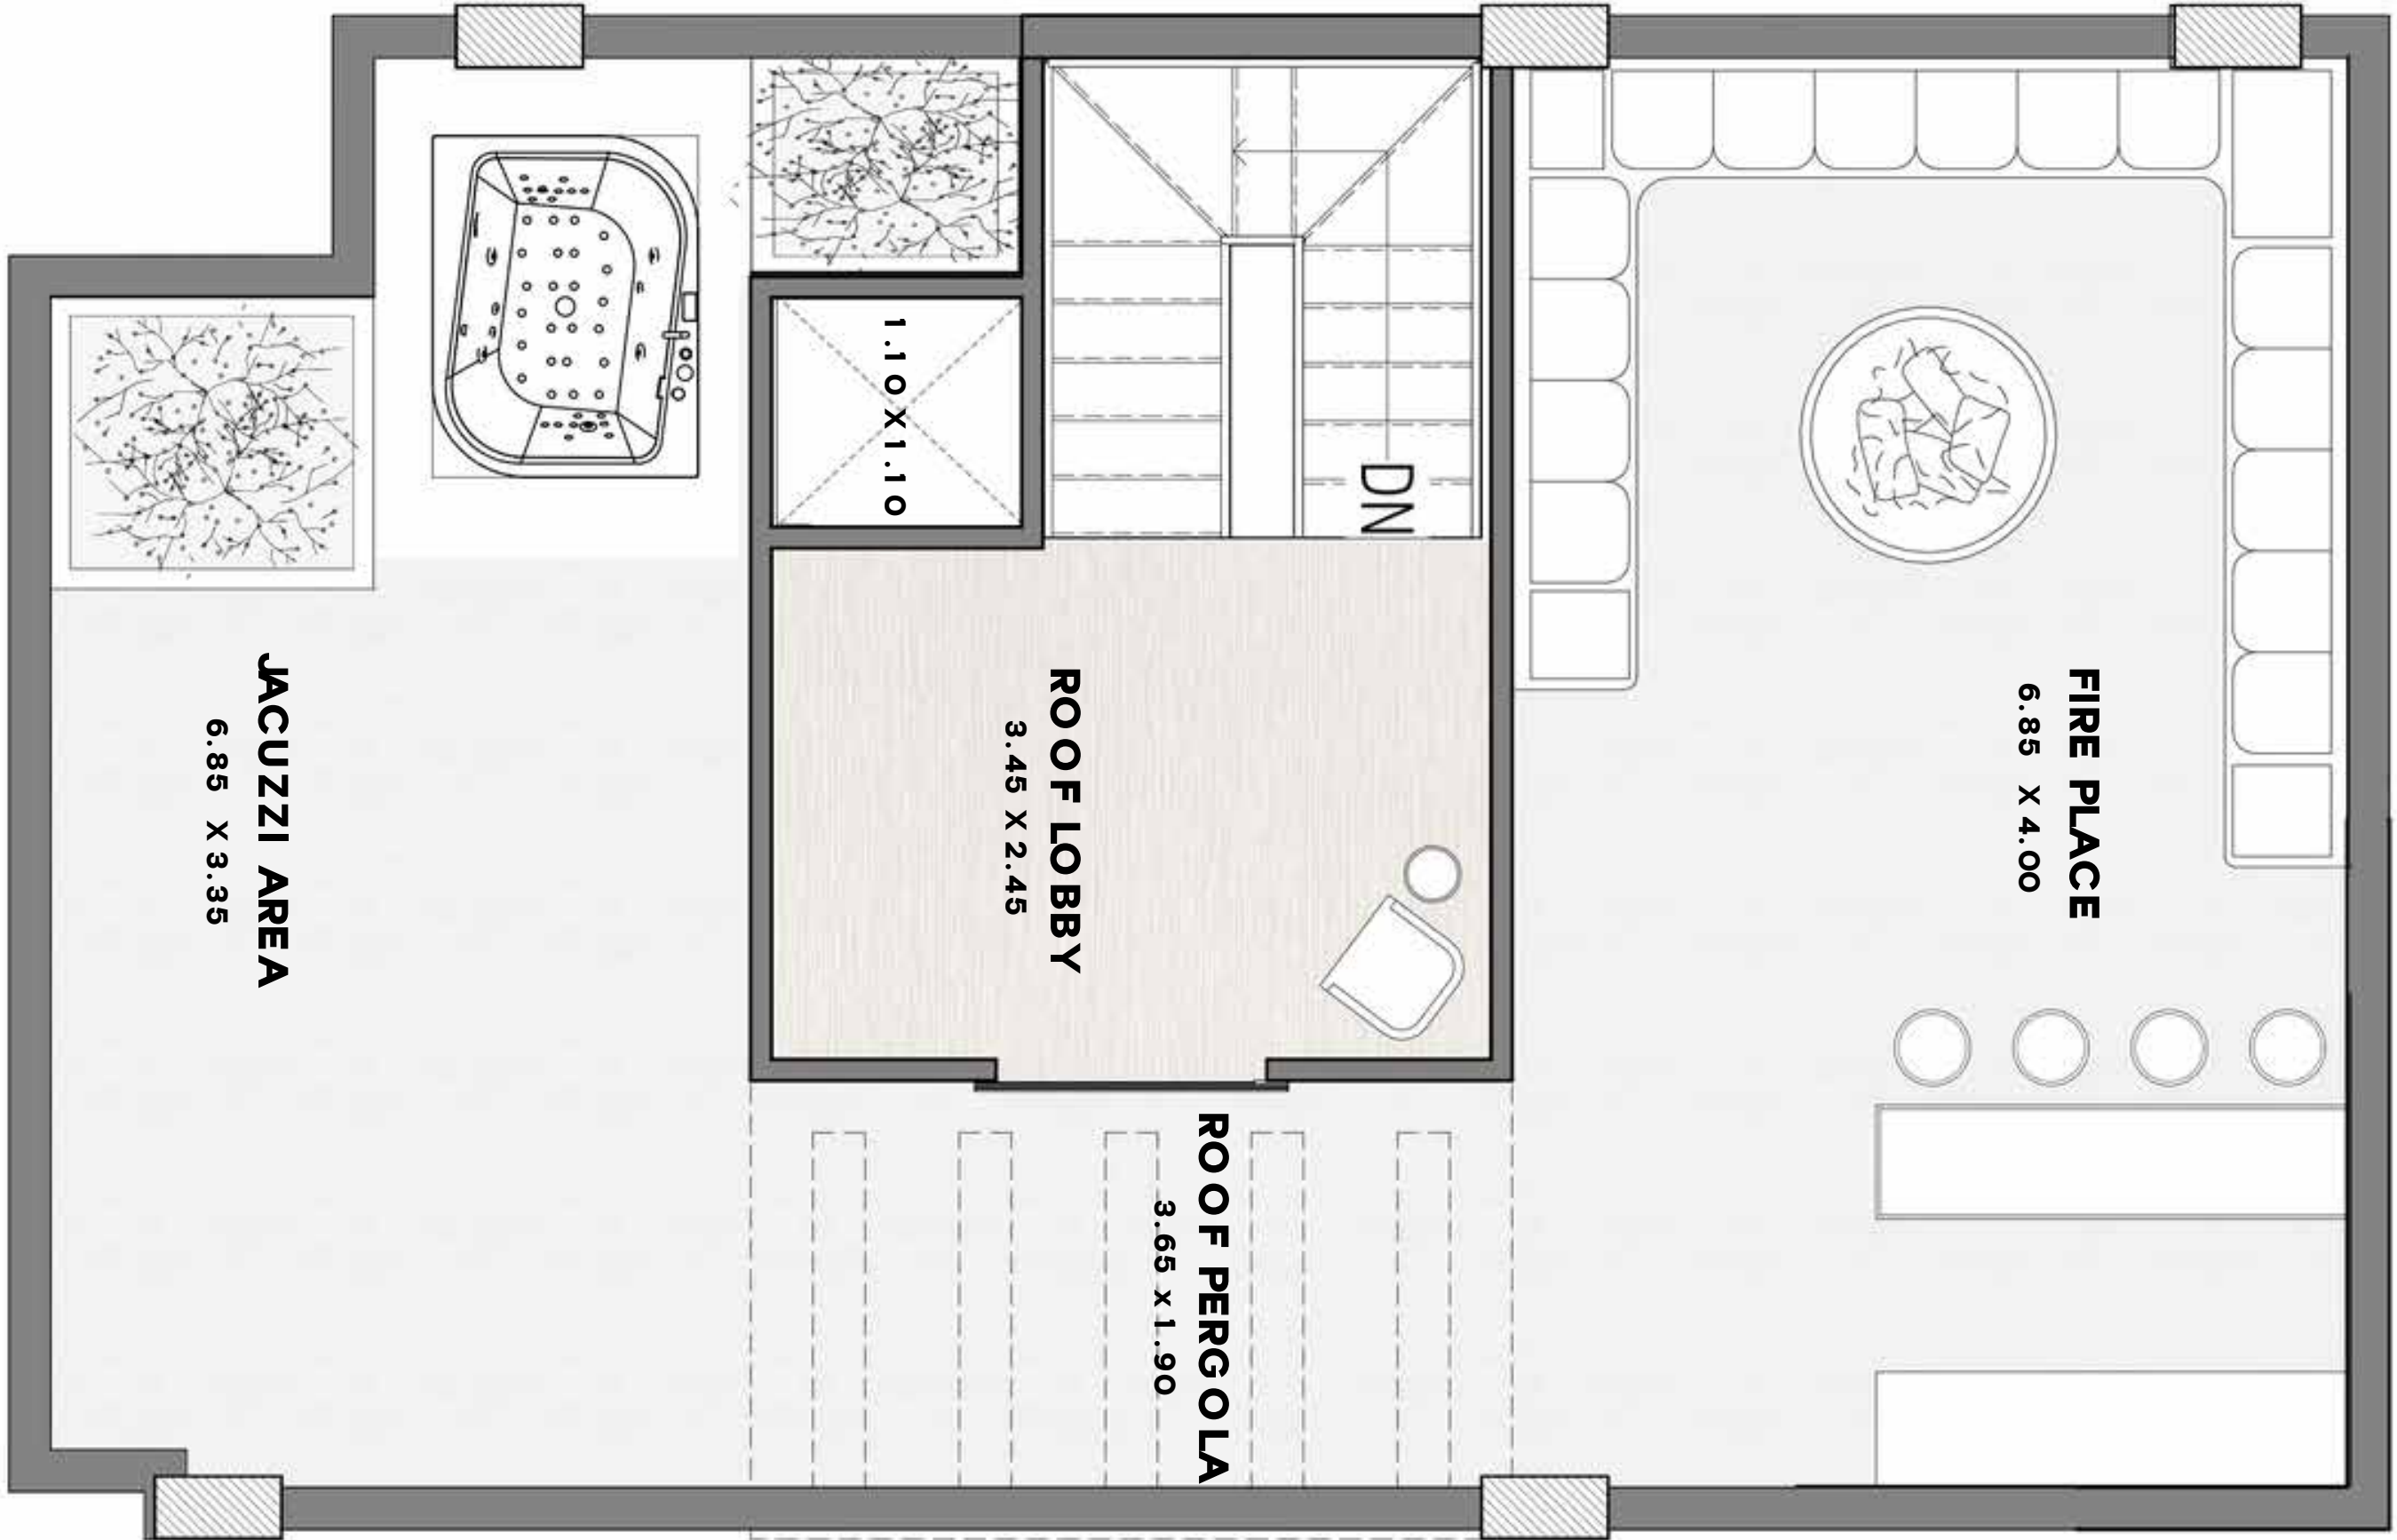 1.10X1.10
DN
JACUZZI AREA
6.85 X 3.35
ROOF LOBBY
3.45 X 2.45
FIRE PLACE
6.85 X 4.00
ROOF PERGOLA
3.65 x 1.90